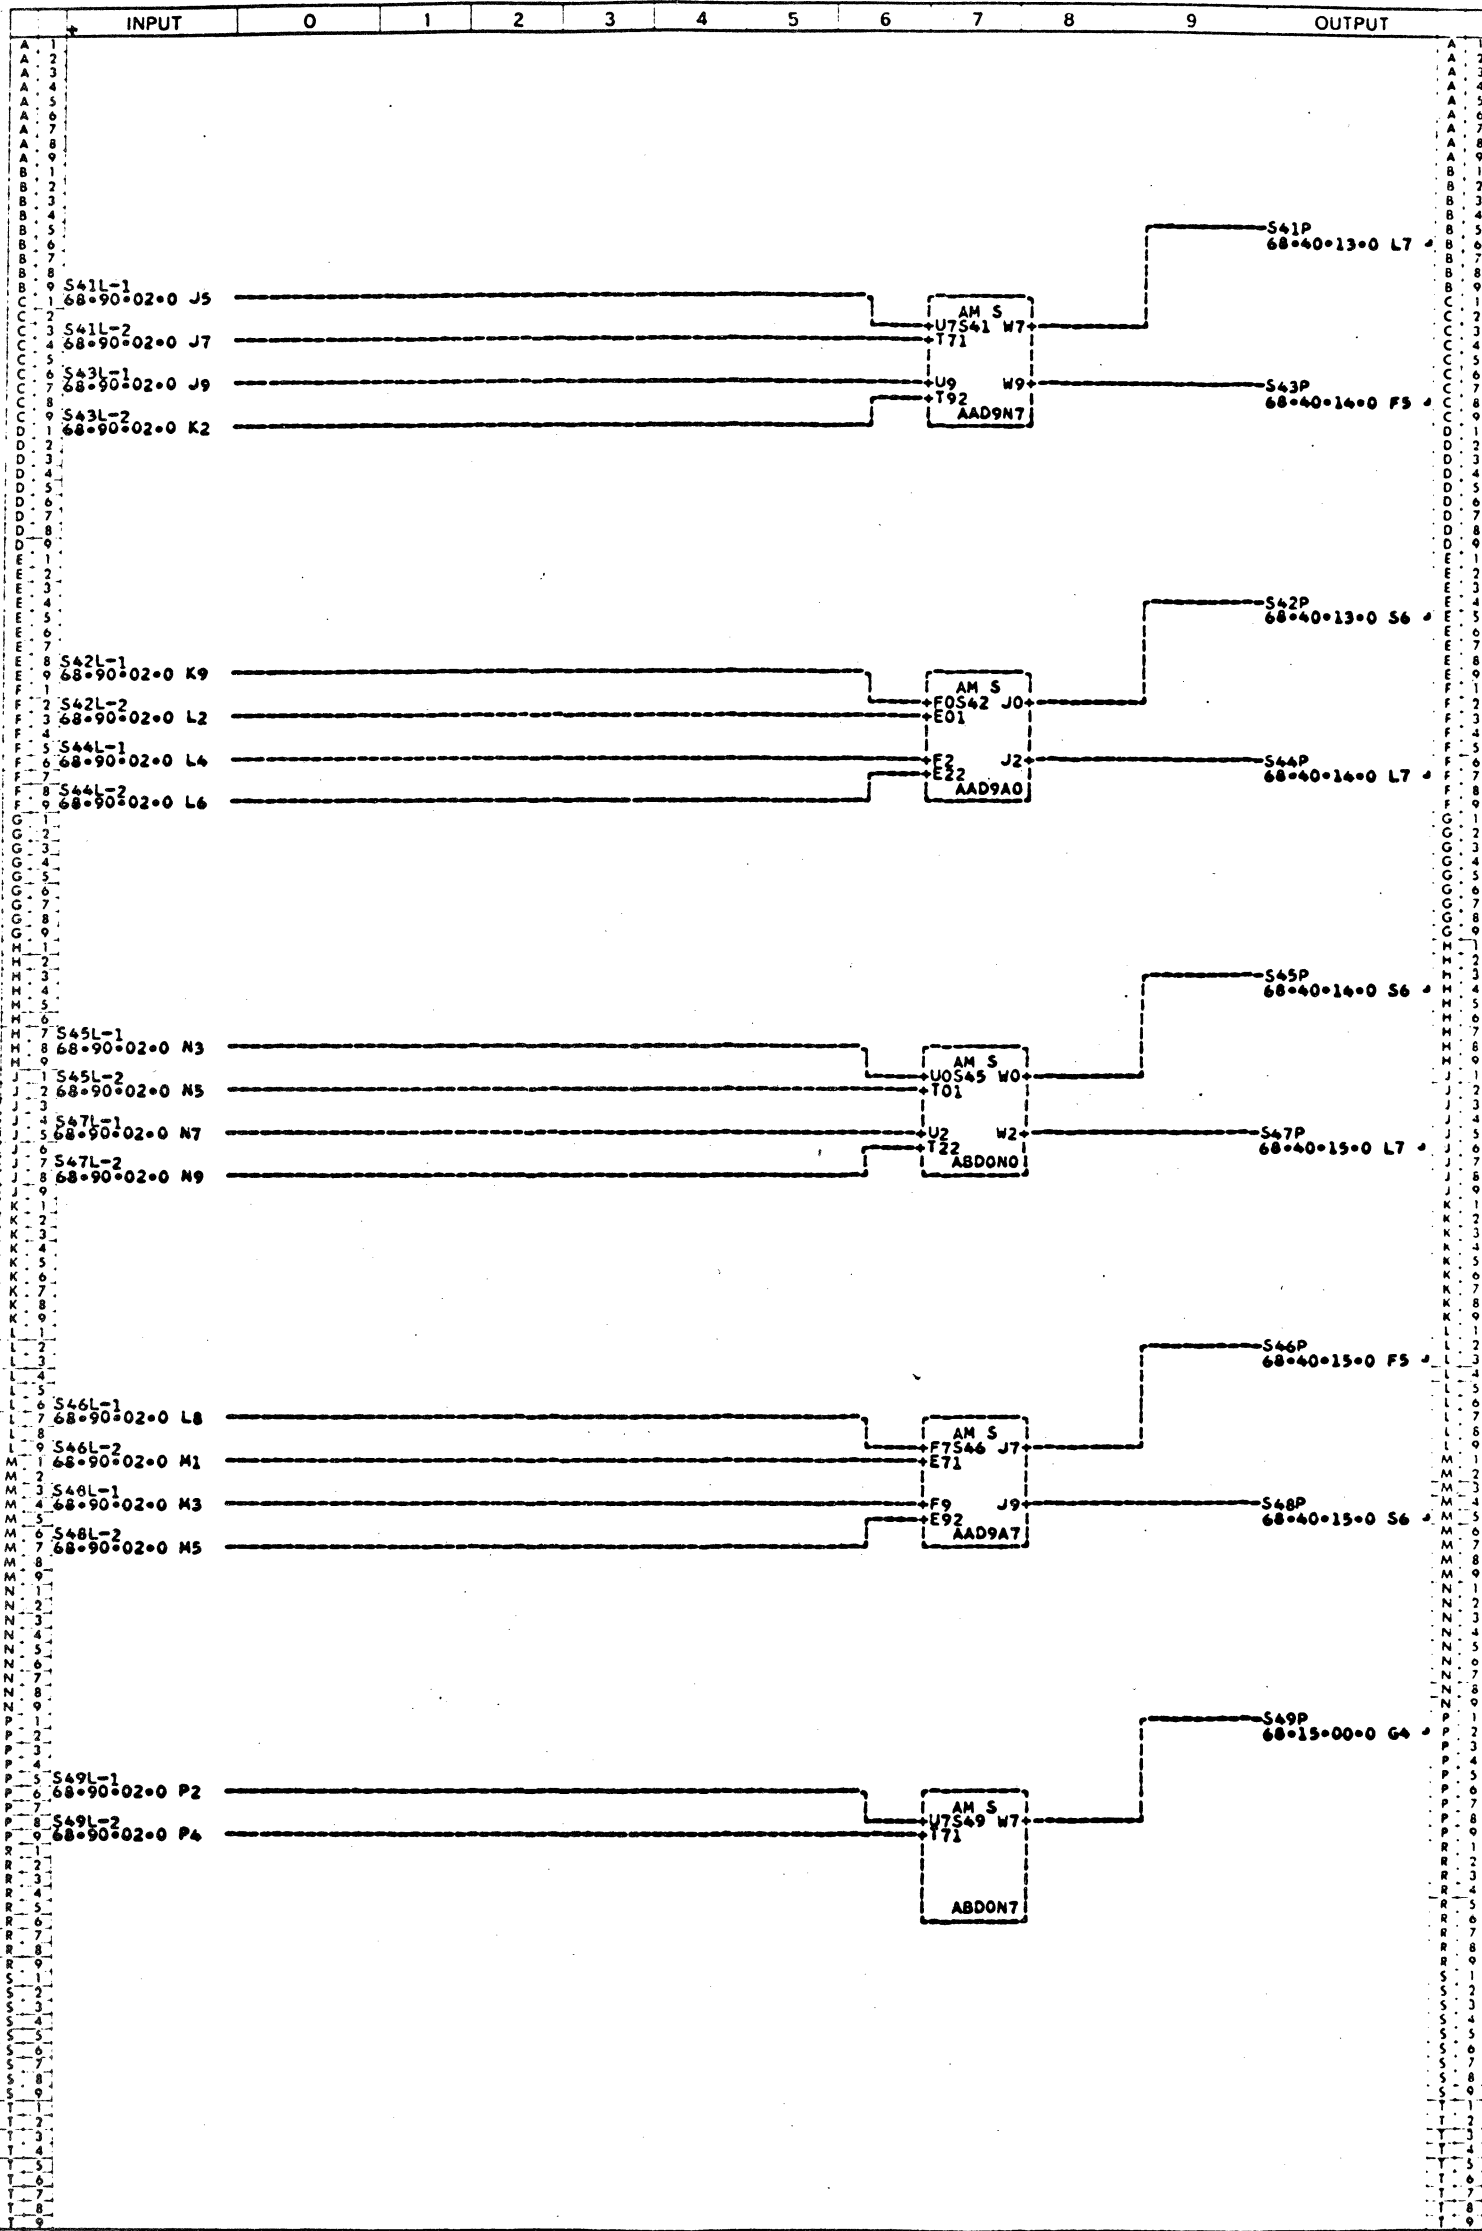 INPUT 0 1 2 3 4 5 6 7 8 9 OUTPUT
S41P
68•40•13•0 L7
S41L-1
68•90•02•0 J5
AM S
S41L-2
U7S41 W7
68•90•02•0 J7
T71
S43L-1
68•90•02•0 J9
U9 W9
S43P
T92
68•40•14•0 F5
S43L-2
AAD9N7
68•90•02•0 K2
S42P
68•40•13•0 S6
S42L-1
68•90•02•0 K9
AM S
S42L-2
F0S42 J0
68•90•02•0 L2
E01
S44L-1
68•90•02•0 L4
F2 J2
S44P
E22
68•40•14•0 L7
S44L-2
AAD9A0
68•90•02•0 L6
S45P
68•40•14•0 S6
S45L-1
68•90•02•0 N3
AM S
S45L-2
U0S45 W0
68•90•02•0 N5
T01
S47L-1
68•90•02•0 N7
U2 W2
S47P
T22
68•40•15•0 L7
S47L-2
ABD0N0
68•90•02•0 N9
S46P
68•40•15•0 F5
S46L-1
68•90•02•0 L8
AM S
S46L-2
F7S46 J7
68•90•02•0 M1
E71
S48L-1
68•90•02•0 M3
F9 J9
S48P
E92
68•40•15•0 S6
S48L-2
AAD9A7
68•90•02•0 M5
S49P
68•15•00•0 G4
S49L-1
68•90•02•0 P2
AM S
S49L-2
U7S49 W7
68•90•02•0 P4
T71
ABD0N7